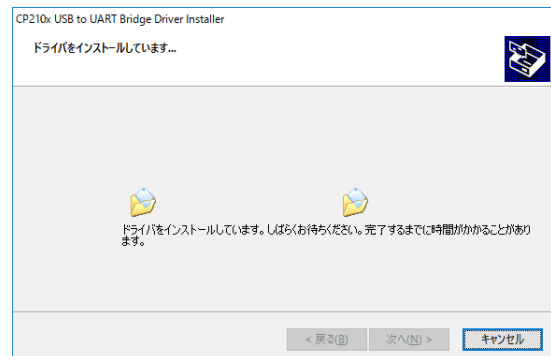 CP210x USB to UART Bridge Driver Installer
ドライバをインストールしています...
ドライバをインストールしています。しばらくお待ちください。完了するまでに時間がかかることがあり
ます。
< 戻る(B)
次へ(N) >
キャンセル